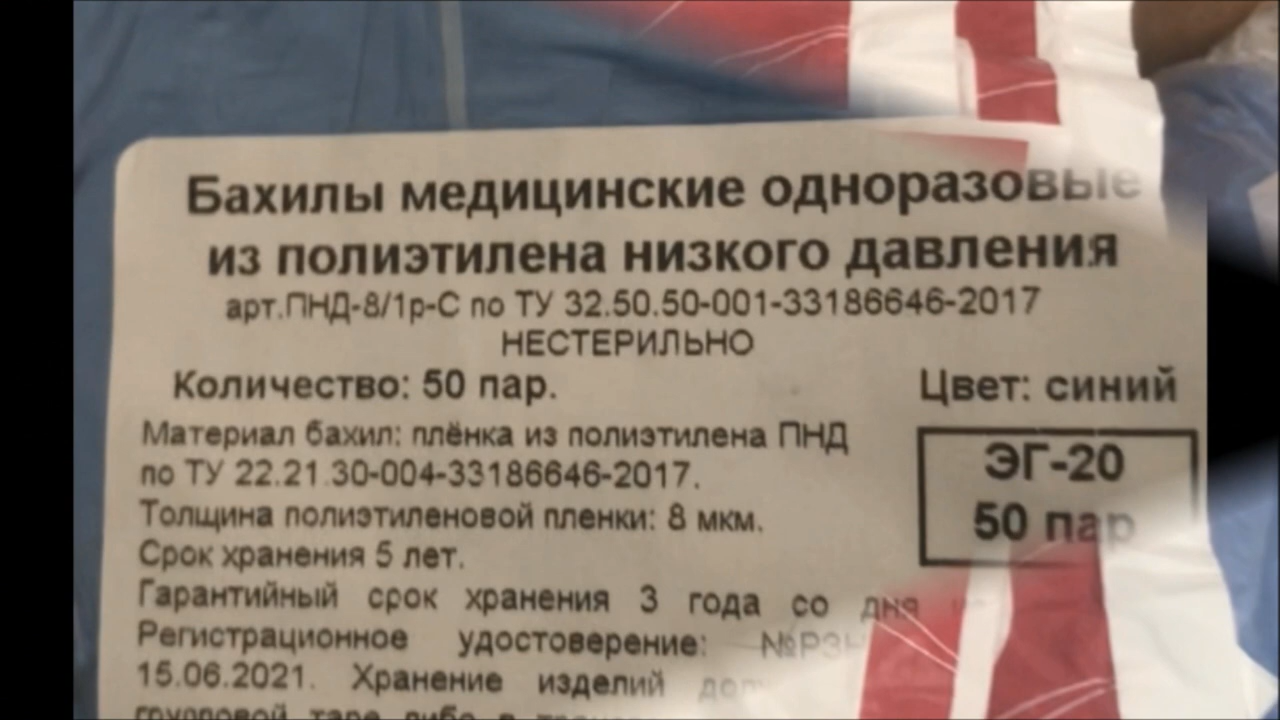 Бахилы медицинские одноразовые
из полиэтилена низкого давления
арт.ПНД-8/1р-С по ТУ 32.50.50-001-33186646-2017
НЕСТЕРИЛЬНО
Количество: 50 пар.
Цвет: синий
Материал бахил: плёнка из полиэтилена ПНД
по ТУ 22.21.30-004-33186646-2017.
ЭГ-20
50 пар
Толщина полиэтиленовой пленки: 8 мкм.
Срок хранения 5 лет.
Гарантийный срок хранения 3 года со дня
Регистрационное удостоверение:
15.06.2021. Хранение изделий
групповой таре либо в